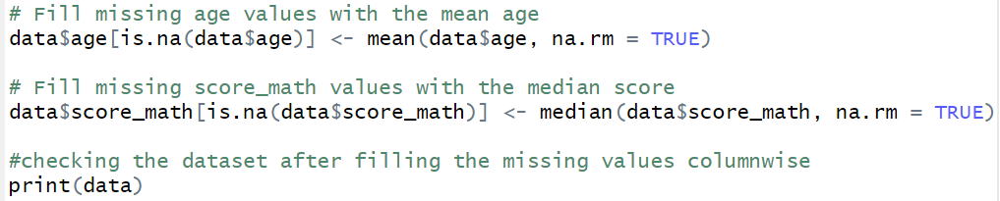 # Fill missing age values with the mean age
data$age[is.na(data$age)] <- mean(data$age, na.rm = TRUE)
# Fill missing score_math values with the median score
data$score_math[is.na(data$score_math)] <- median(data$score_math, na.rm = TRUE)
#checking the dataset after filling the missing values columnwise
print(data)